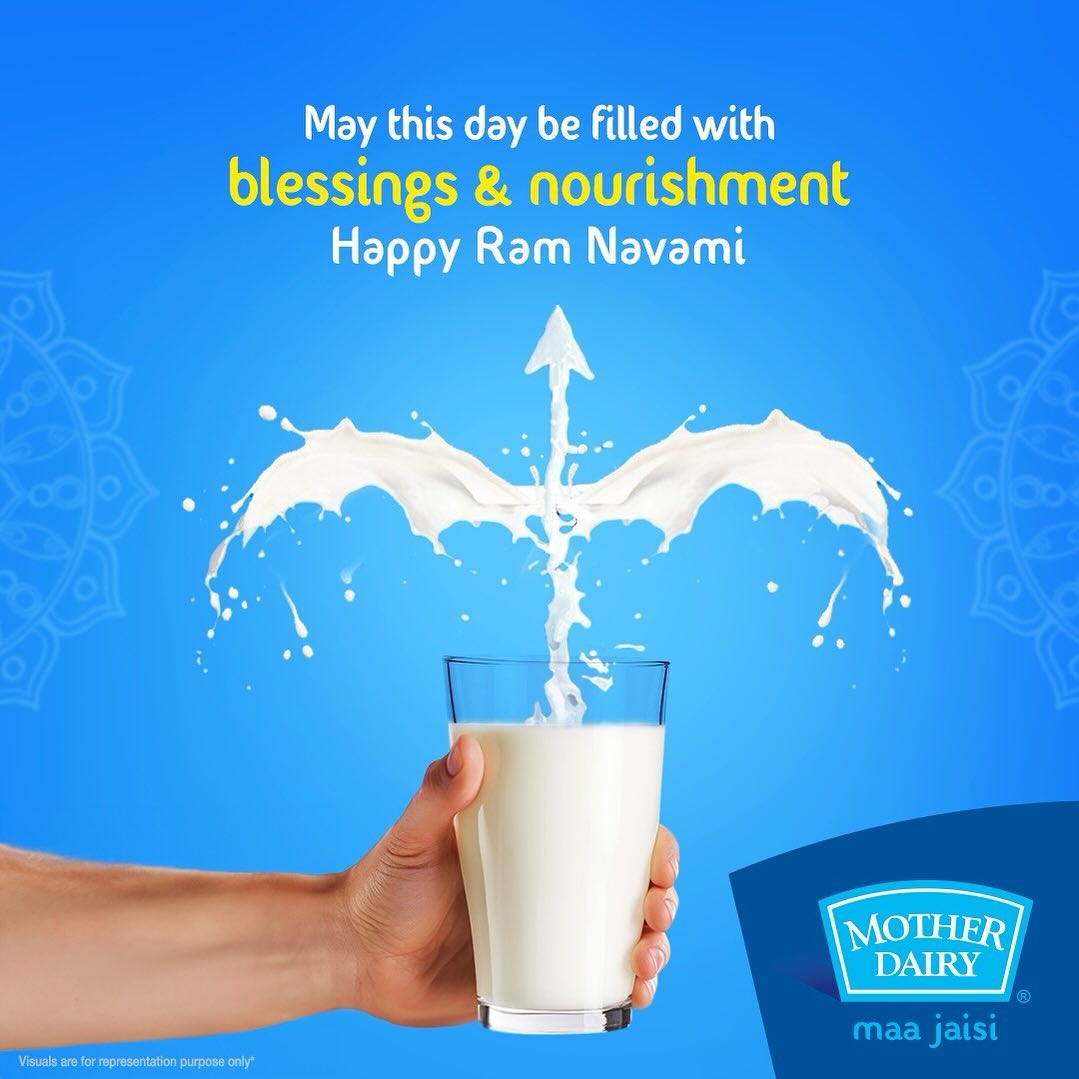 May this day be filled with
blessings & nourishment
Happy Ram Navami
MOTHER
DAIRY
®
maa jaisi
Visuals are for representation purpose only*